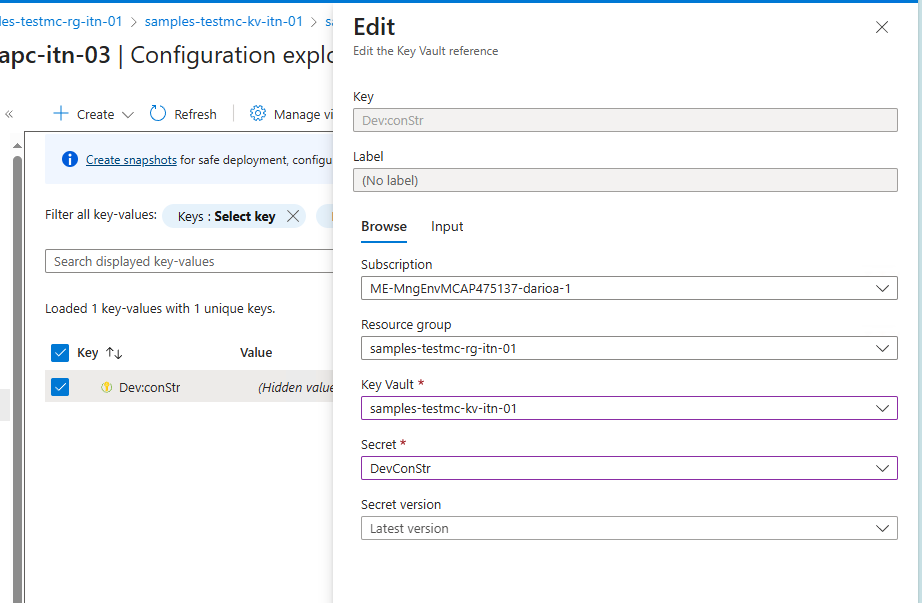 les-testmc-rg-itn-01 > samples-testmc-kv-itn-01 >
apc-itn-03 | Configuration explo
« Create Refresh Manage vi
Create snapshots for safe deployment, configu
Filter all key-values: Keys : Select key
Search displayed key-values
Loaded 1 key-values with 1 unique keys.
Key ↑↓ Value
Dev:conStr (Hidden value
Edit
Edit the Key Vault reference
Key
Dev:conStr
Label
(No label)
Browse Input
Subscription
ME-MngEnvMCAP475137-darioa-1
Resource group
samples-testmc-rg-itn-01
Key Vault *
samples-testmc-kv-itn-01
Secret *
DevConStr
Secret version
Latest version